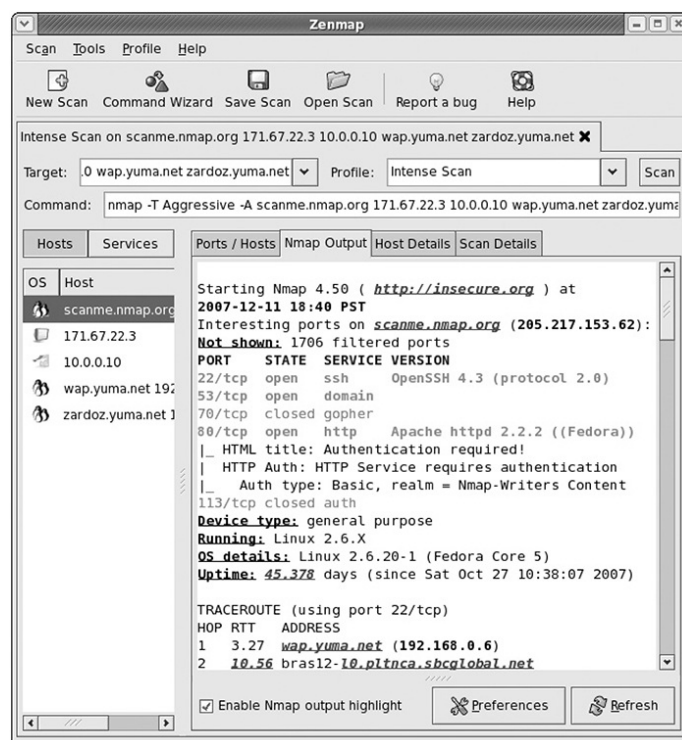 Zenmap
Scan Tools Profile Help
New Scan Command Wizard Save Scan Open Scan Report a bug Help
Intense Scan on scanme.nmap.org 171.67.22.3 10.0.0.10 wap.yuma.net zardoz.yuma.net
Target: .0 wap.yuma.net zardoz.yuma.net Profile: Intense Scan Scan
Command: nmap -T Aggressive -A scanme.nmap.org 171.67.22.3 10.0.0.10 wap.yuma.net zardoz.yuma
Hosts Services
OS Host
scanme.nmap.org
171.67.22.3
10.0.0.10
wap.yuma.net 192
zardoz.yuma.net 1
Ports / Hosts Nmap Output Host Details Scan Details
Starting Nmap 4.50 ( http://insecure.org ) at
2007-12-11 18:40 PST
Interesting ports on scanme.nmap.org (205.217.153.62):
Not shown: 1706 filtered ports
PORT STATE SERVICE VERSION
22/tcp open ssh OpenSSH 4.3 (protocol 2.0)
53/tcp open domain
70/tcp closed gopher
80/tcp open http Apache httpd 2.2.2 ((Fedora))
|_ HTML title: Authentication required!
| HTTP Auth: HTTP Service requires authentication
|_ Auth type: Basic, realm = Nmap-Writers Content
113/tcp closed auth
Device type: general purpose
Running: Linux 2.6.X
OS details: Linux 2.6.20-1 (Fedora Core 5)
Uptime: 45.378 days (since Sat Oct 27 10:38:07 2007)
TRACEROUTE (using port 22/tcp)
HOP RTT ADDRESS
1 3.27 wap.yuma.net (192.168.0.6)
2 10.56 bras12-l0.pltnca.sbcglobal.net
Enable Nmap output highlight Preferences Refresh